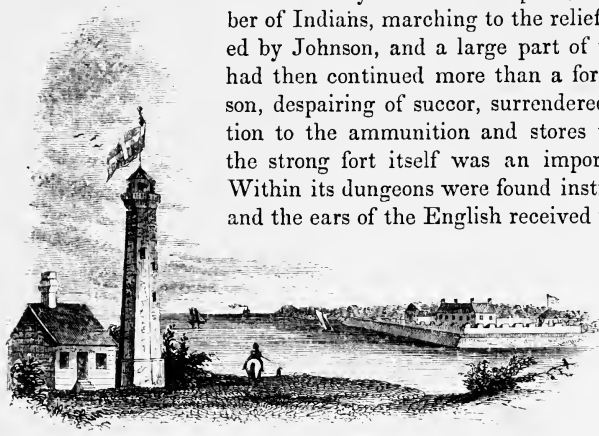 ber of Indians, marching to the relief
ed by Johnson, and a large part of
had then continued more than a for
son, despairing of succor, surrendere
tion to the ammunition and stores
the strong fort itself was an impor
Within its dungeons were found inst
and the ears of the English received